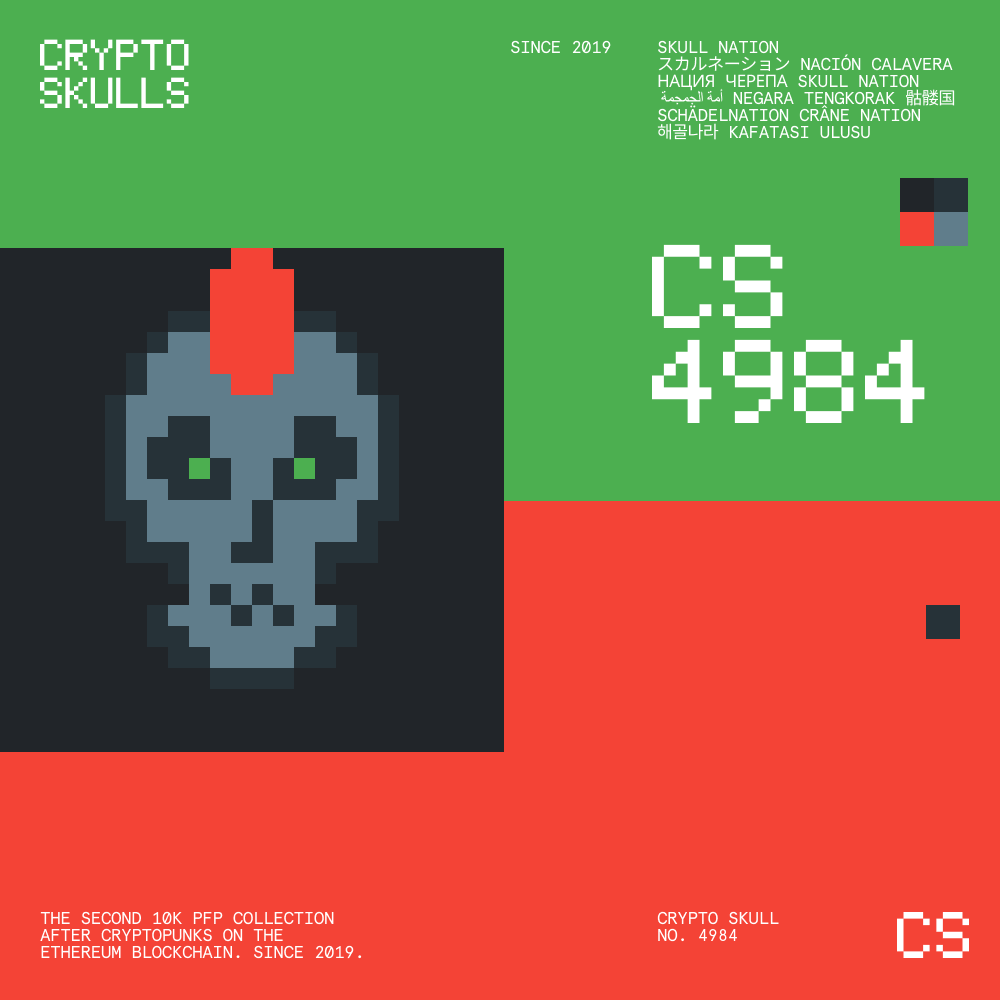 CRYPTO
SKULLS
SINCE 2019
SKULL NATION
スカルネーション NACIÓN CALAVERA
НАЦИЯ ЧЕРЕПА SKULL NATION
أمة الجمجمة NEGARA TENGKORAK 骷髅国
SCHÄDELNATION CRÂNE NATION
해골나라 KAFATASI ULUSU
CS
4984
THE SECOND 10K PFP COLLECTION
AFTER CRYPTOPUNKS ON THE
ETHEREUM BLOCKCHAIN. SINCE 2019.
CRYPTO SKULL
NO. 4984
CS